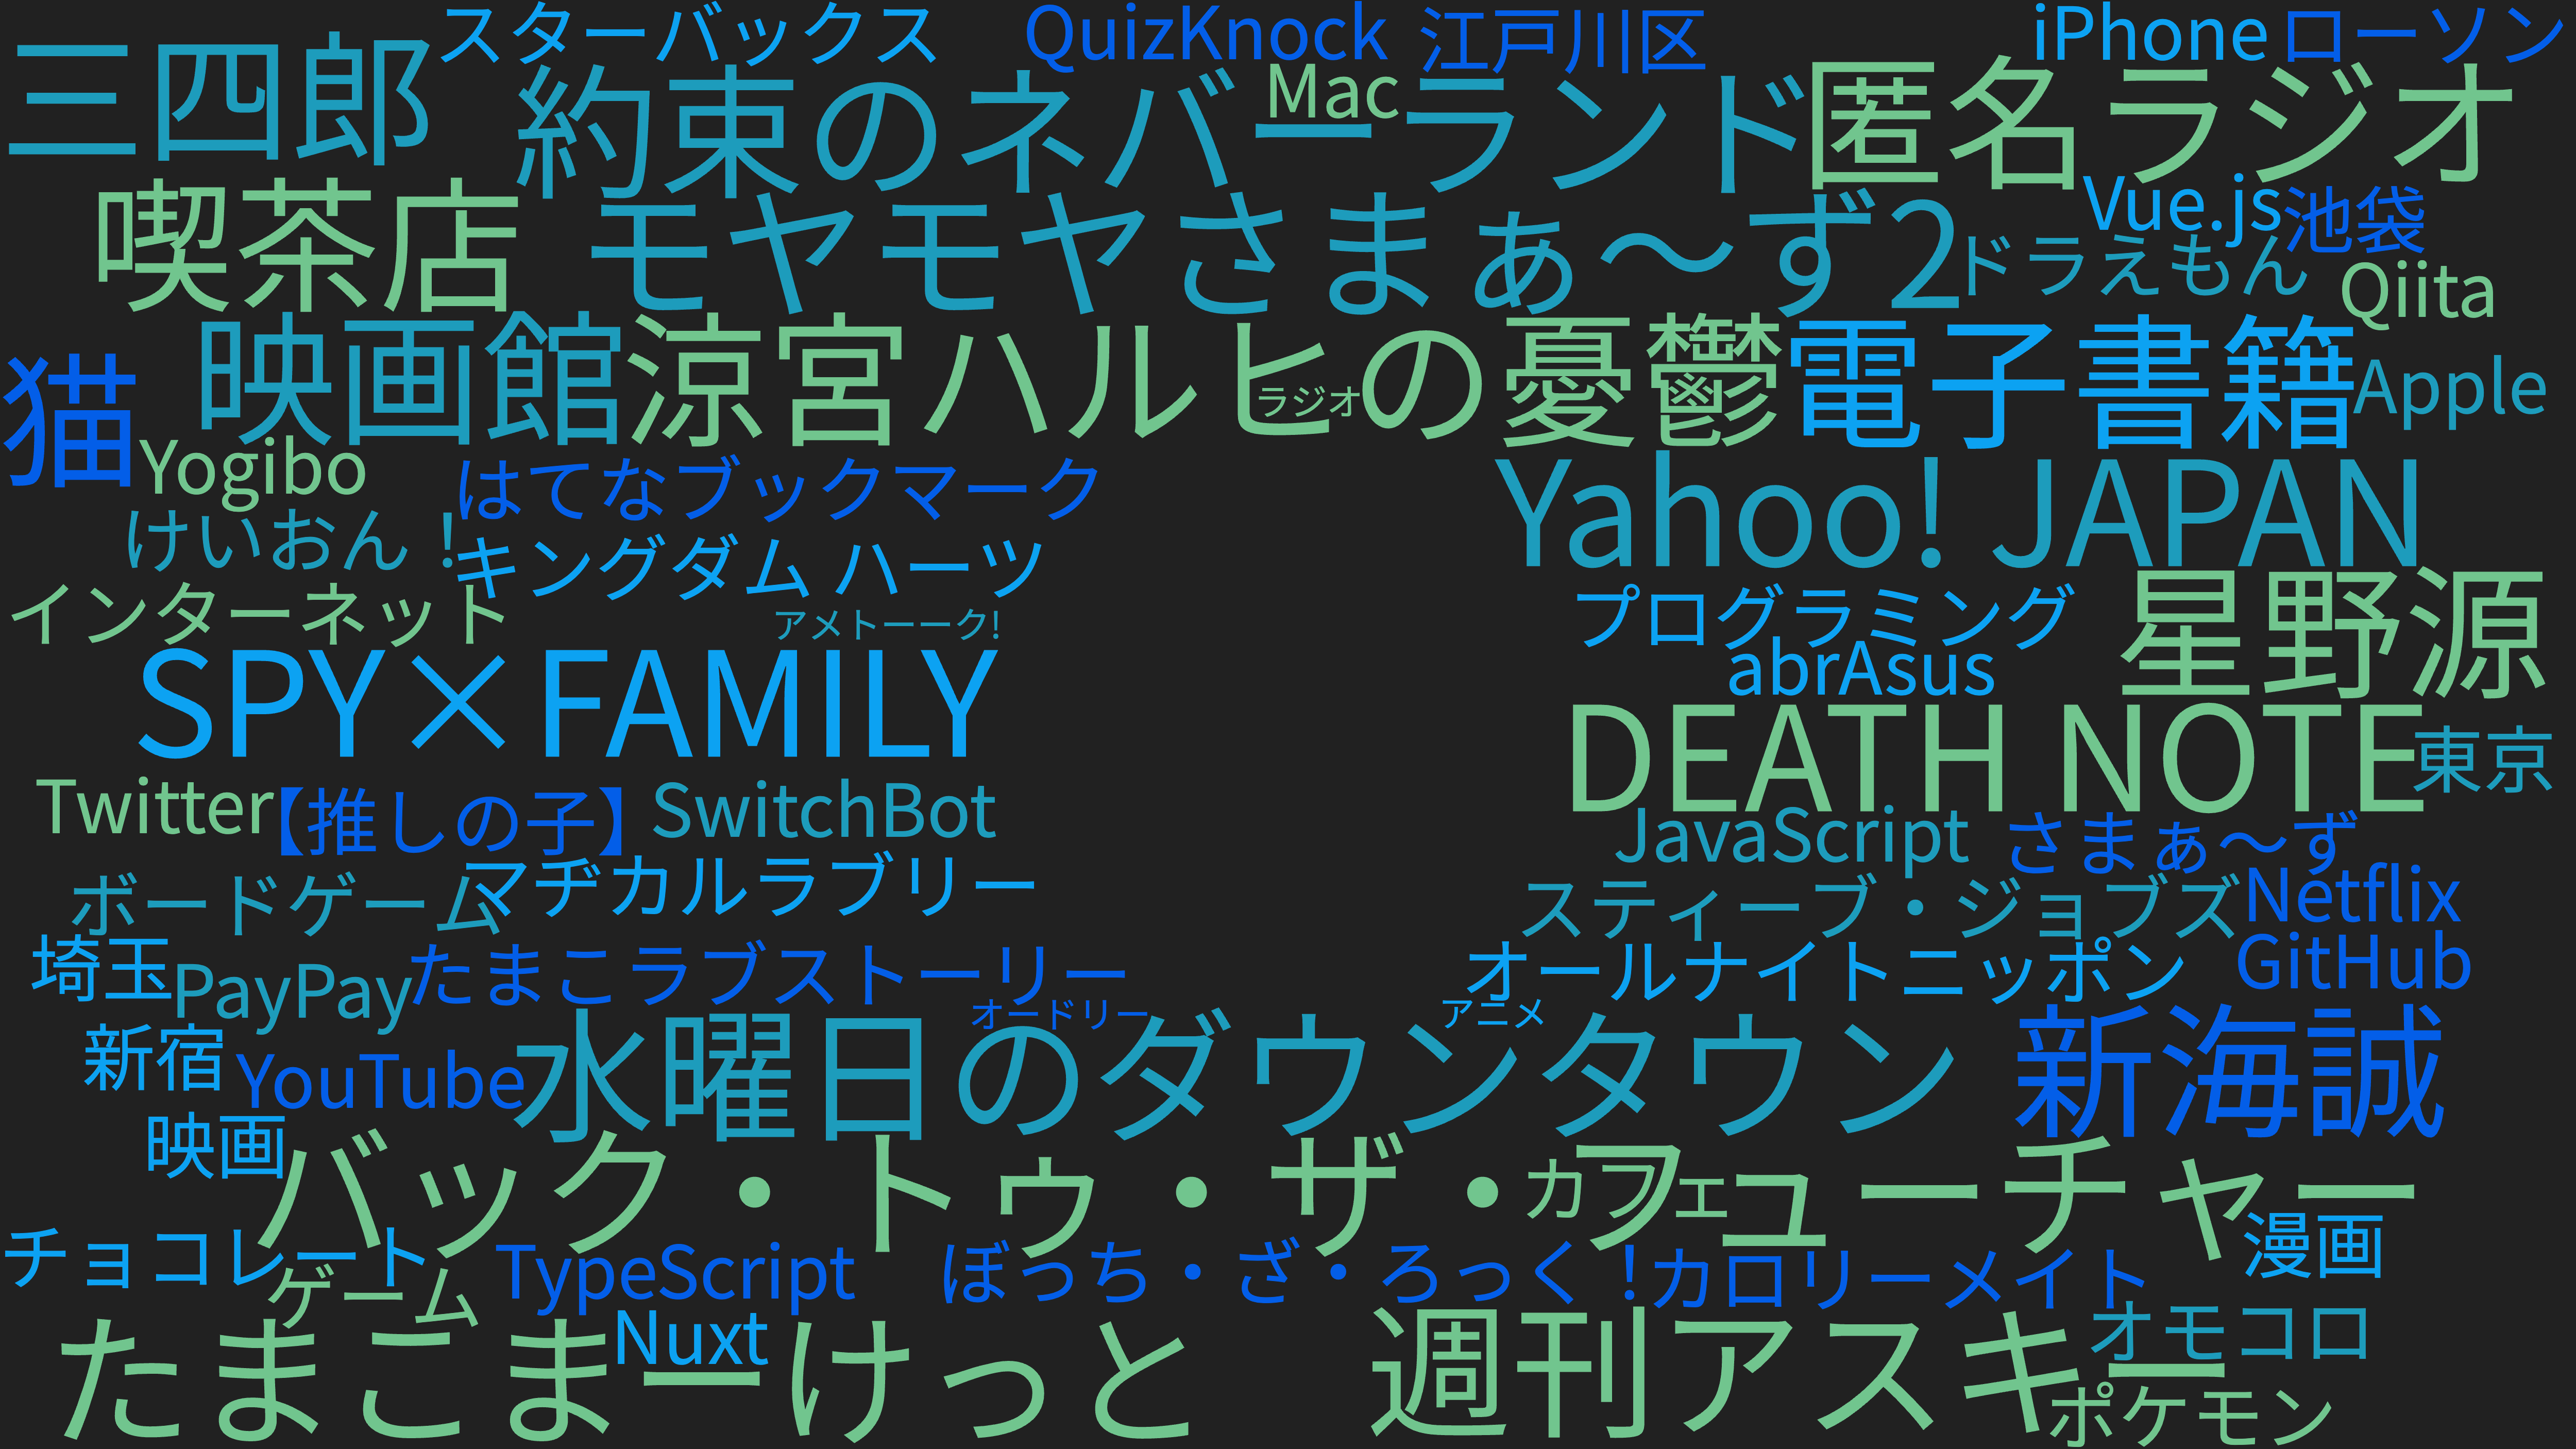 スターバックス
QuizKnock
江戸川区
iPhone
ローソン
三四郎
約束のネバーランド
Mac
匿名ラジオ
喫茶店
モヤモヤさまぁ〜ず2
Vue.js
池袋
ドラえもん
Qiita
猫
映画館
涼宮ハルヒの憂鬱
ラジオ
電子書籍
Apple
Yogibo
はてなブックマーク
Yahoo! JAPAN
けいおん！
キングダム ハーツ
インターネット
アメトーーク!
プログラミング
星野源
abrAsus
SPY×FAMILY
DEATH NOTE
東京
Twitter
【推しの子】
SwitchBot
JavaScript
さまぁ〜ず
ボードゲーム
マヂカルラブリー
スティーブ・ジョブズ
Netflix
埼玉
PayPay
たまこラブストーリー
オールナイトニッポン
GitHub
オードリー
アニメ
新宿
YouTube
水曜日のダウンタウン
新海誠
映画
バック・トゥ・ザ・フューチャー
カフェ
チョコレート
漫画
ゲーム
TypeScript
ぼっち・ざ・ろっく！
カロリーメイト
たまこまーけっと
Nuxt
週刊アスキー
オモコロ
ポケモン